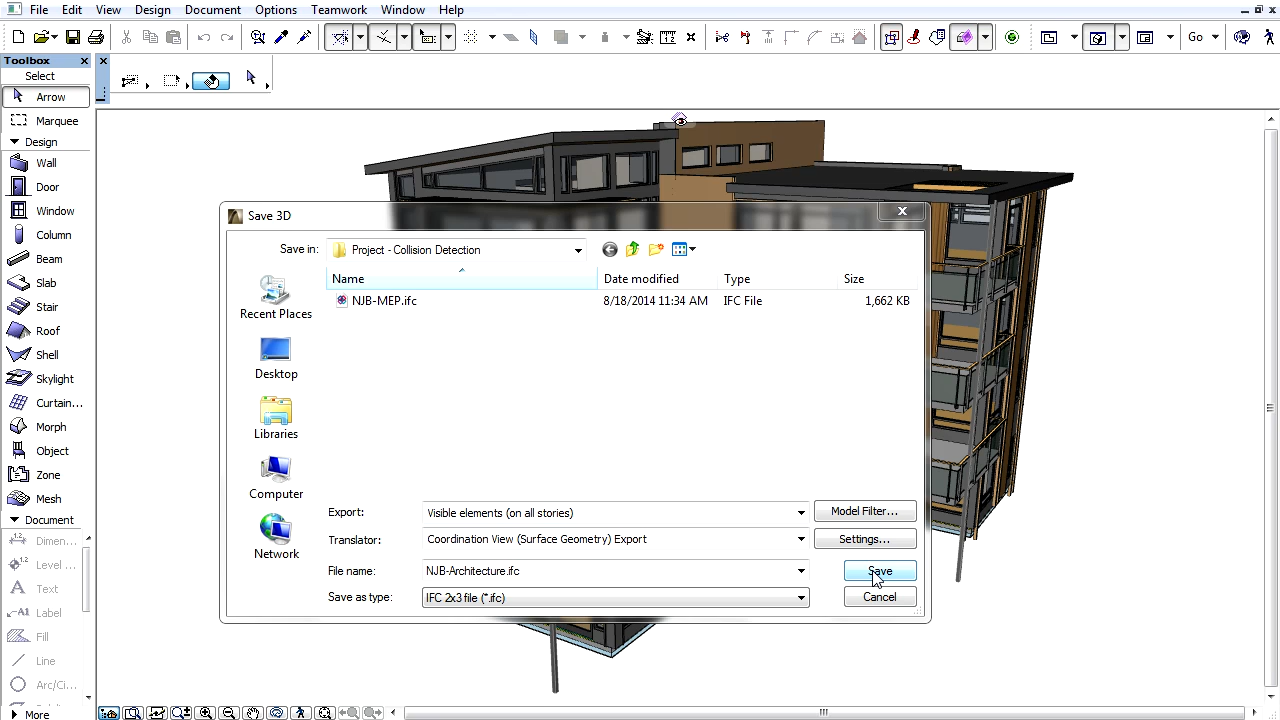 File Edit View Design Document Options Teamwork Window Help
Go
Toolbox
Select
Arrow
Marquee
Design
Wall
Door
Window
Column
Beam
Slab
Stair
Roof
Shell
Skylight
Curtain...
Morph
Object
Zone
Mesh
Document
Dimen...
Level ...
Text
Label
Fill
Line
Arc/Ci...
More
Save 3D
Save in: Project - Collision Detection
Name Date modified Type Size
NJB-MEP.ifc 8/18/2014 11:34 AM IFC File 1,662 KB
Recent Places
Desktop
Libraries
Computer
Network
Export: Visible elements (on all stories) Model Filter...
Translator: Coordination View (Surface Geometry) Export Settings...
File name: NJB-Architecture.ifc Save
Save as type: IFC 2x3 file (*.ifc) Cancel